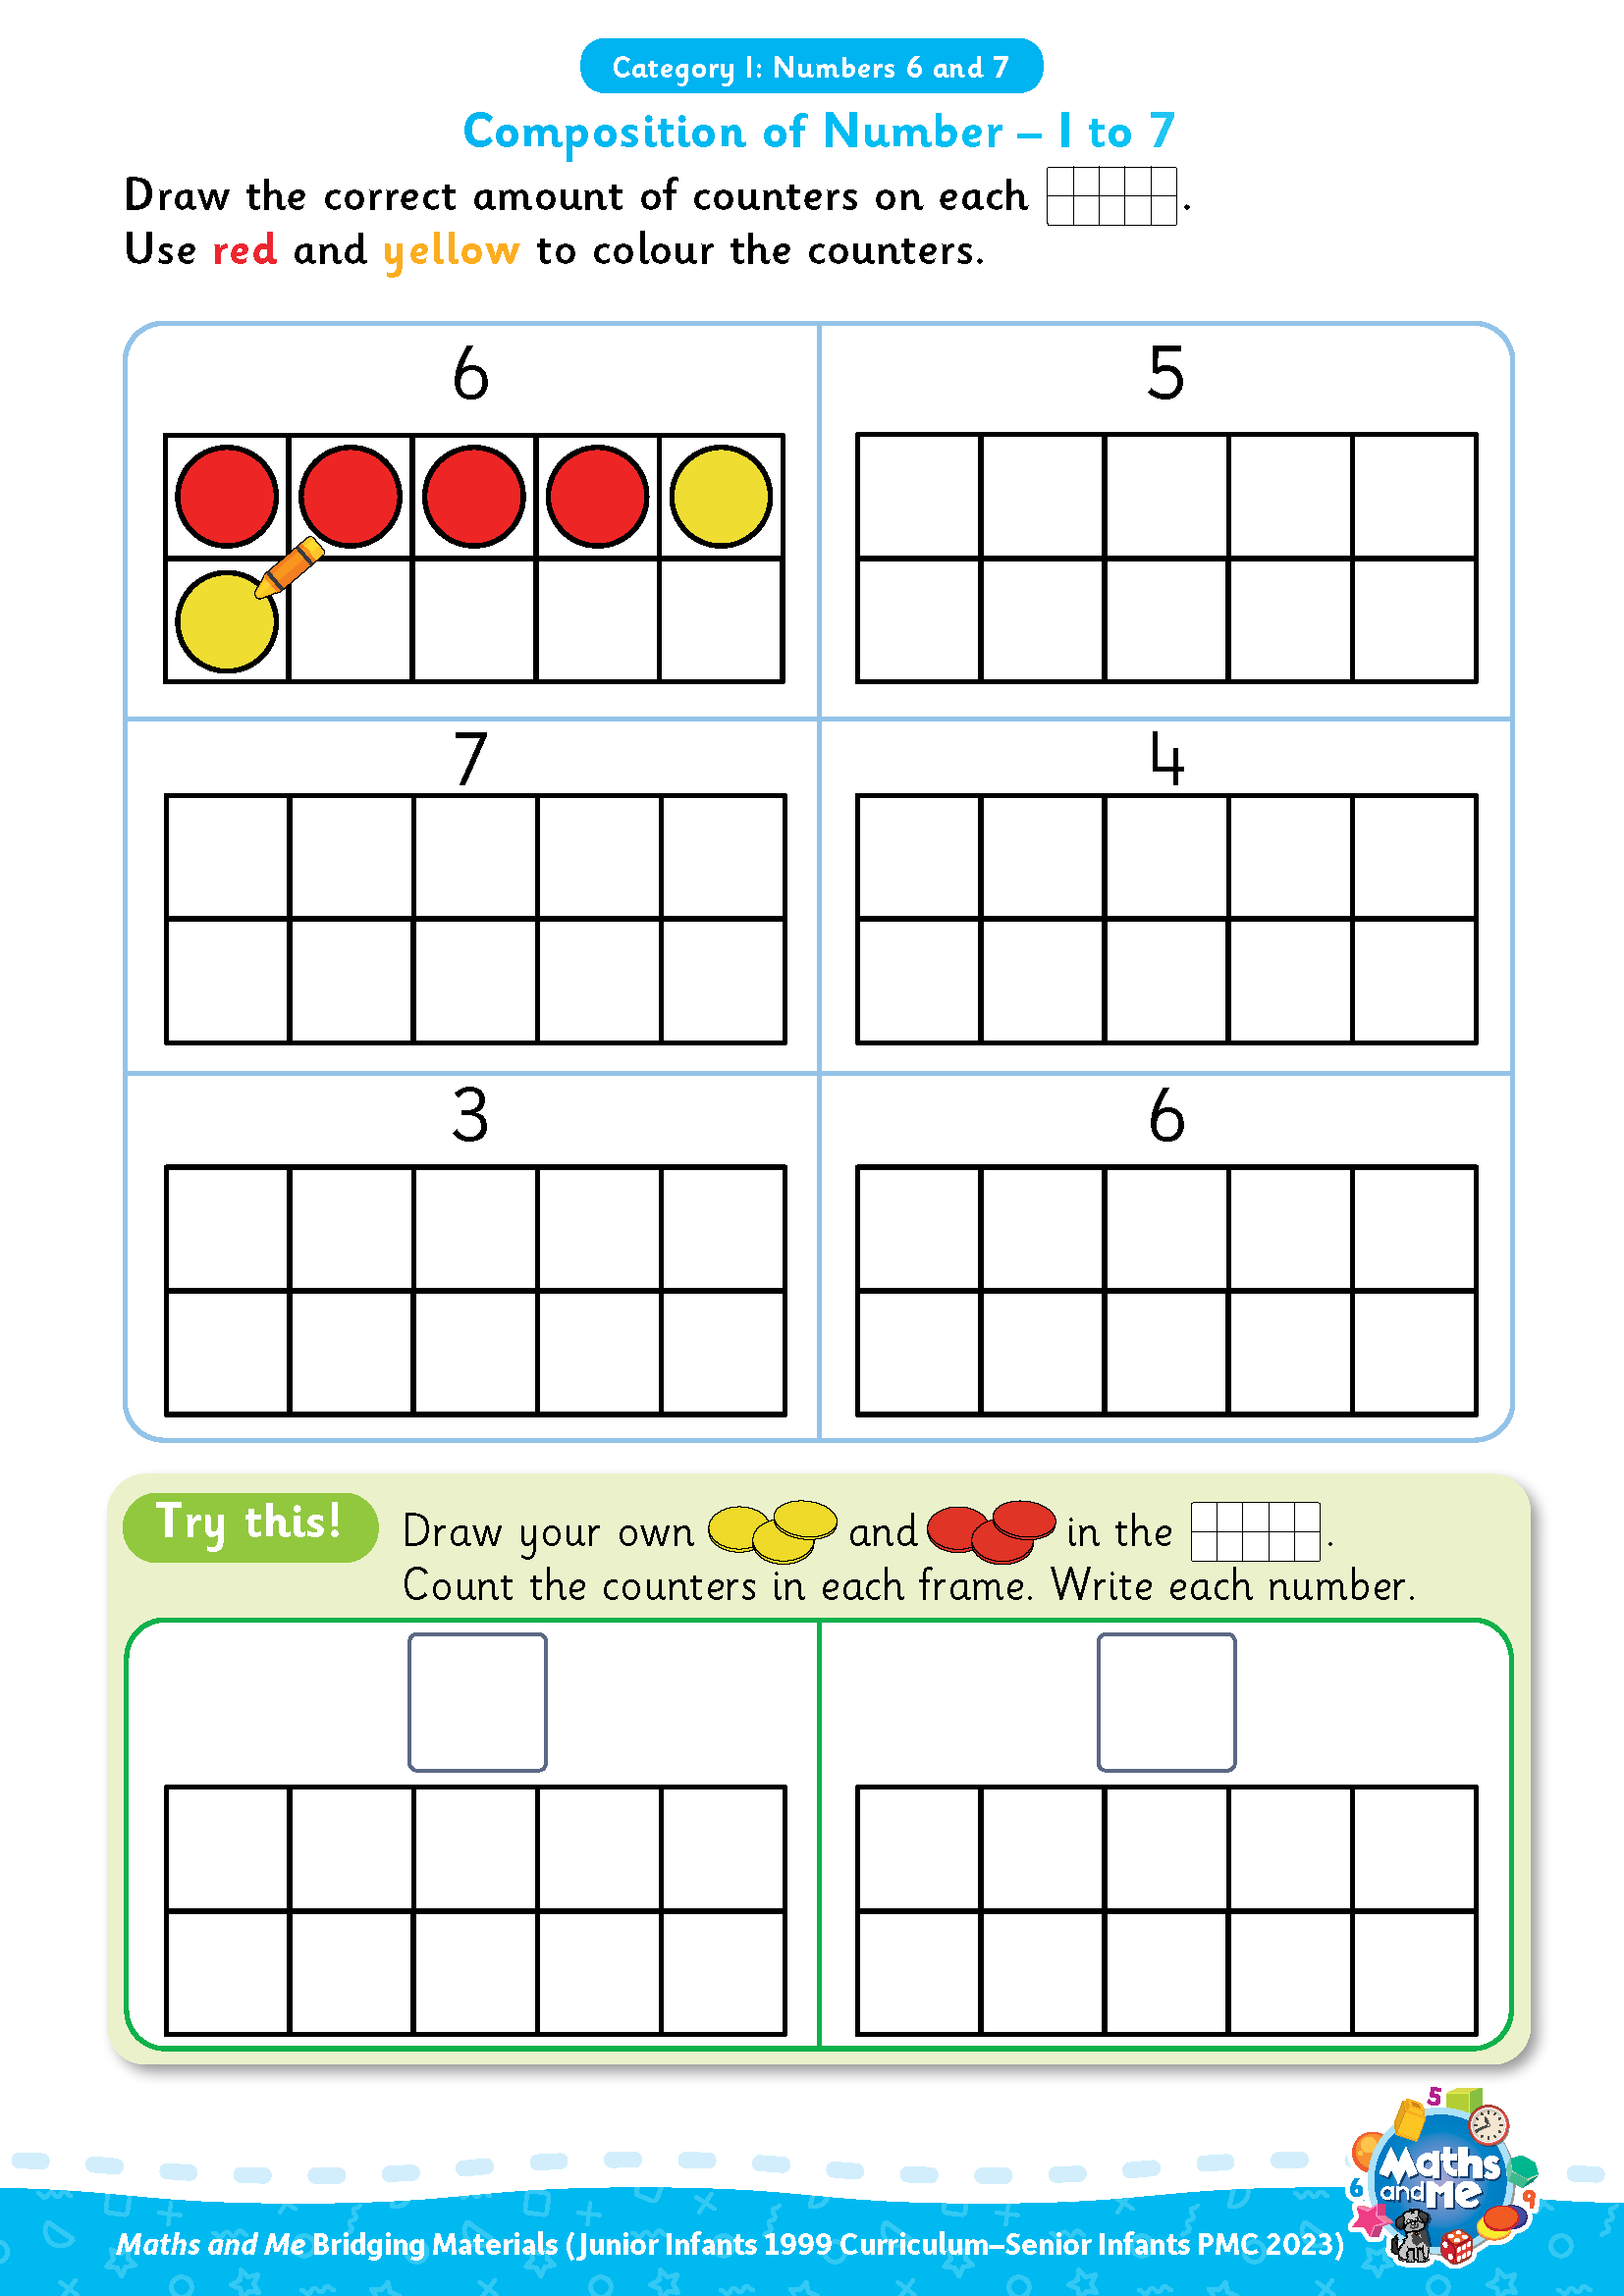 Category 1: Numbers 6 and 7
Composition of Number – 1 to 7
Draw the correct amount of counters on each .
Use red and yellow to colour the counters.
6
5
7
4
3
6
Try this!
Draw your own and in the .
Count the counters in each frame. Write each number.
5
Maths
and Me
6
9
Maths and Me Bridging Materials (Junior Infants 1999 Curriculum–Senior Infants PMC 2023)